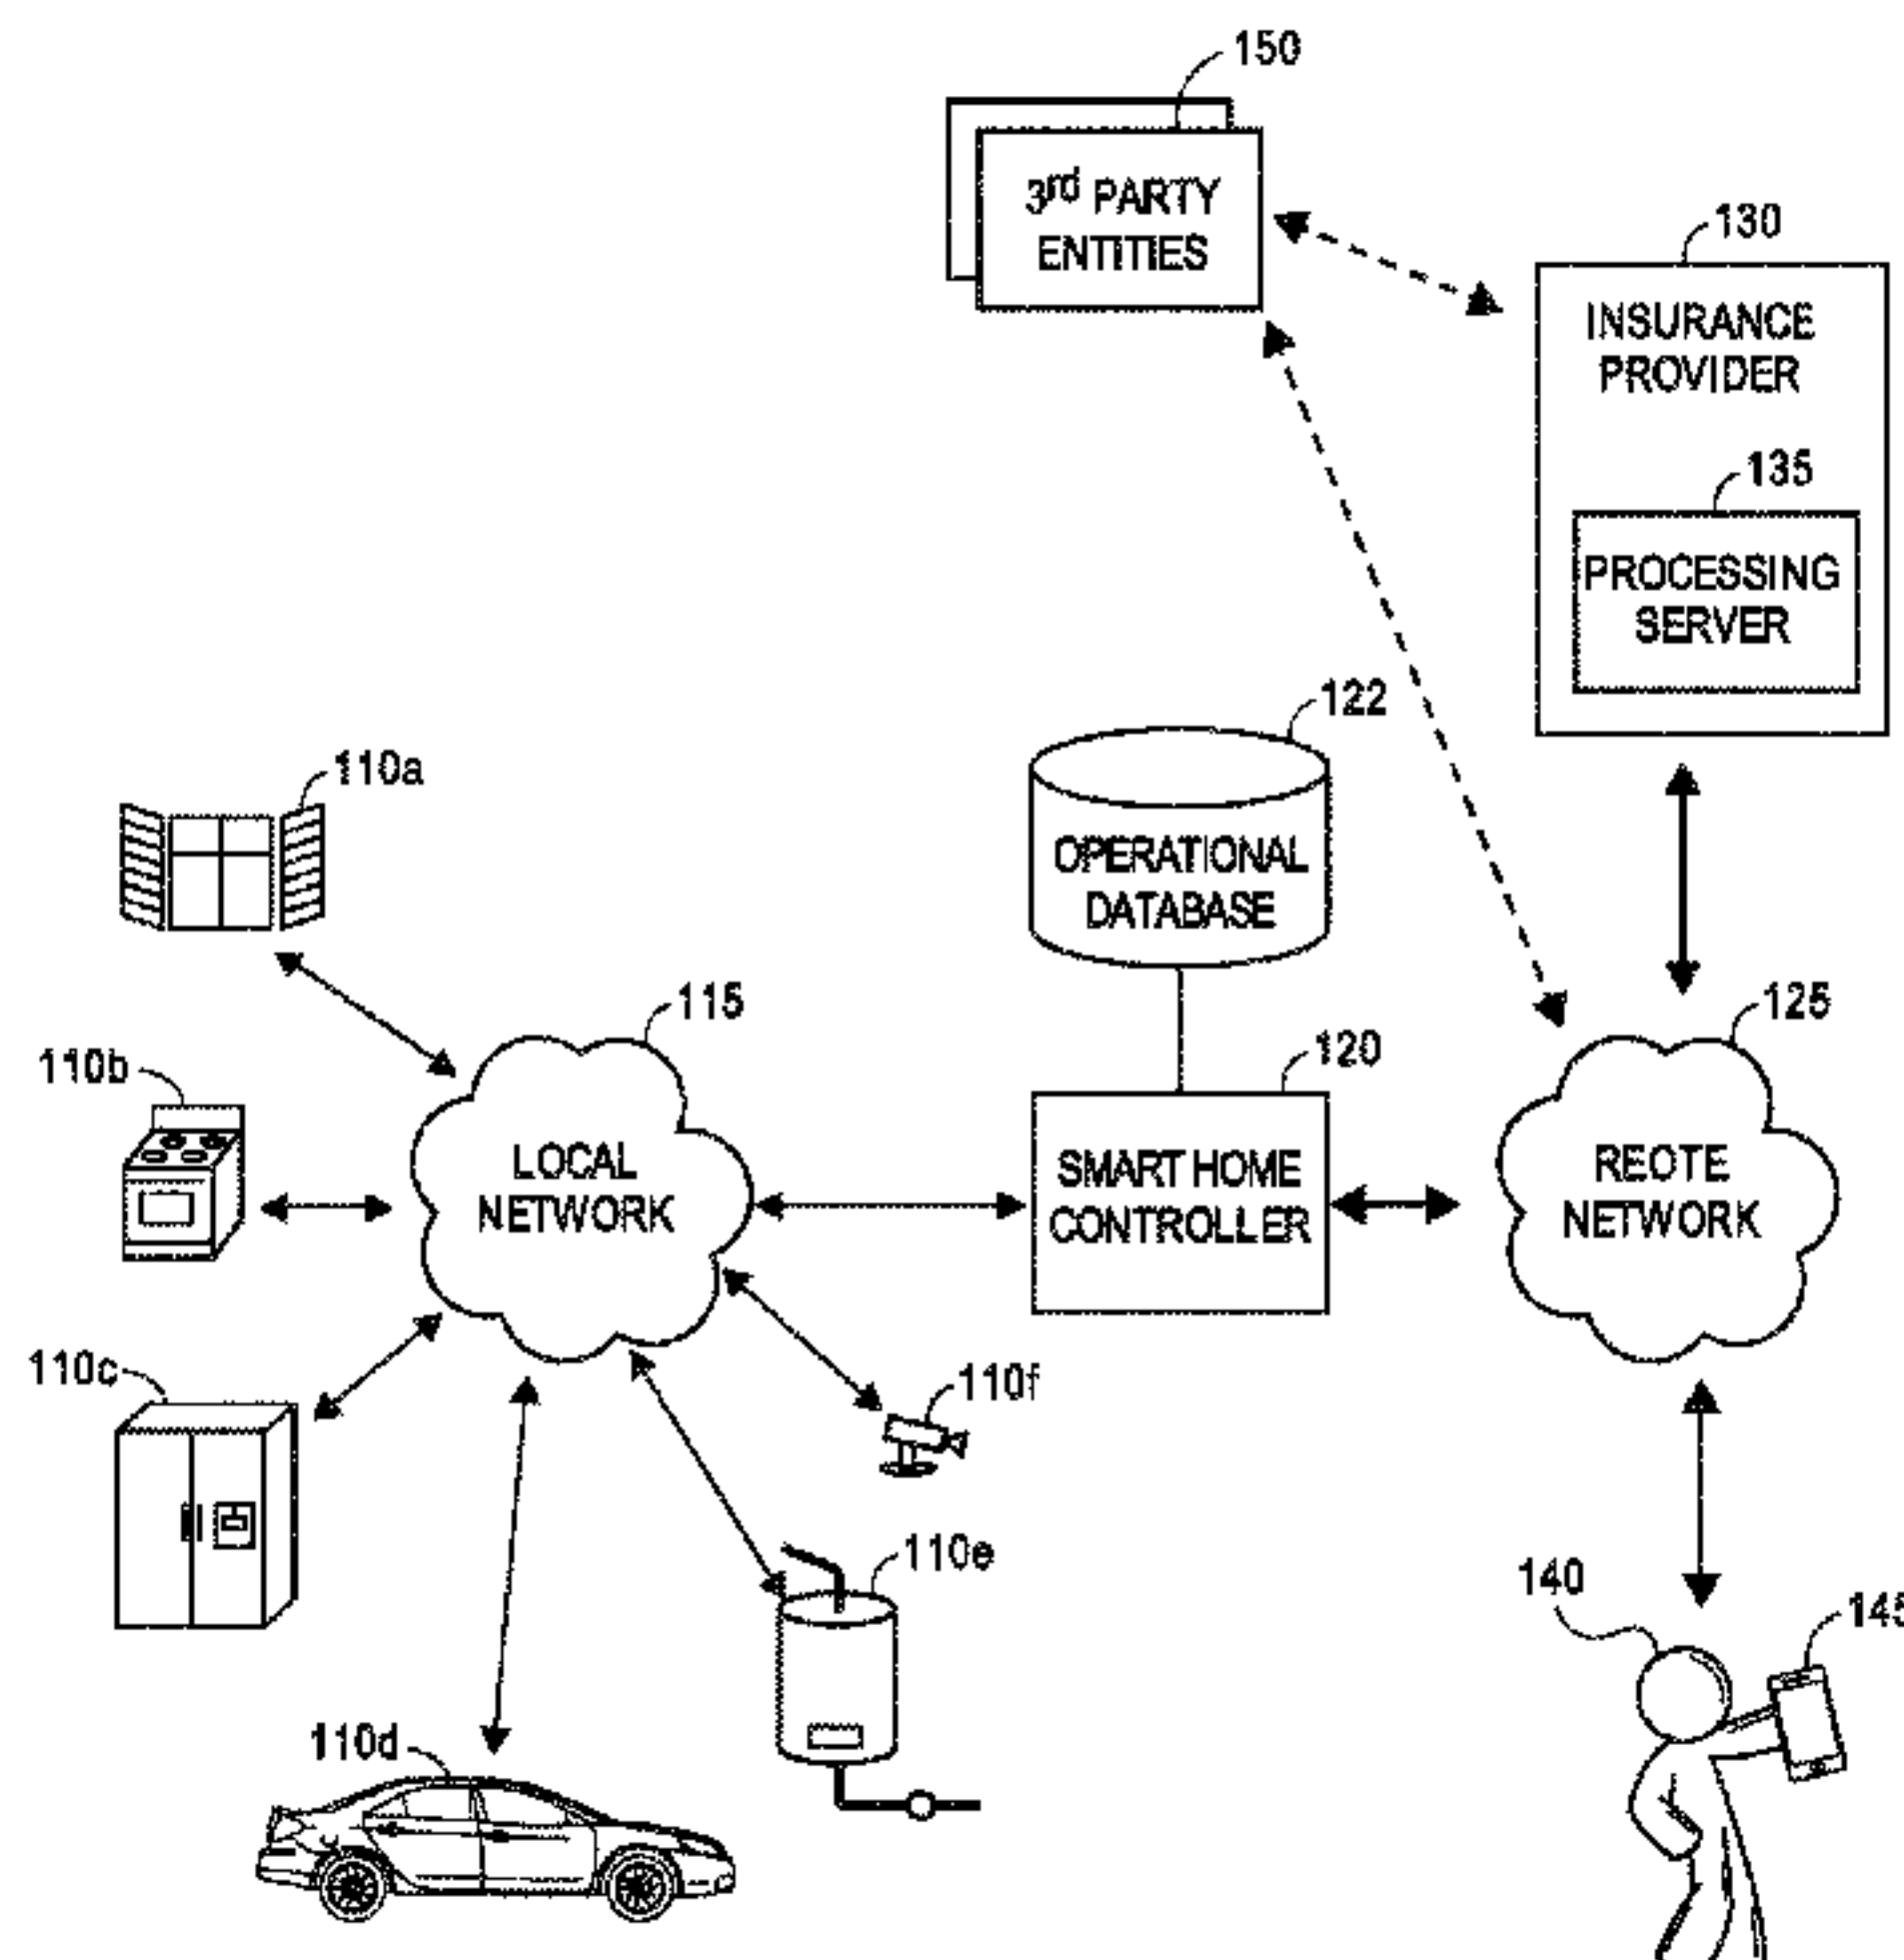 150
3rd PARTY
ENTITIES
130
INSURANCE
PROVIDER
135
PROCESSING
SERVER
122
OPERATIONAL
DATABASE
110a
115
125
110b
120
LOCAL
NETWORK
SMART HOME
CONTROLLER
REOTE
NETWORK
110c
110f
110e
140
145
110d